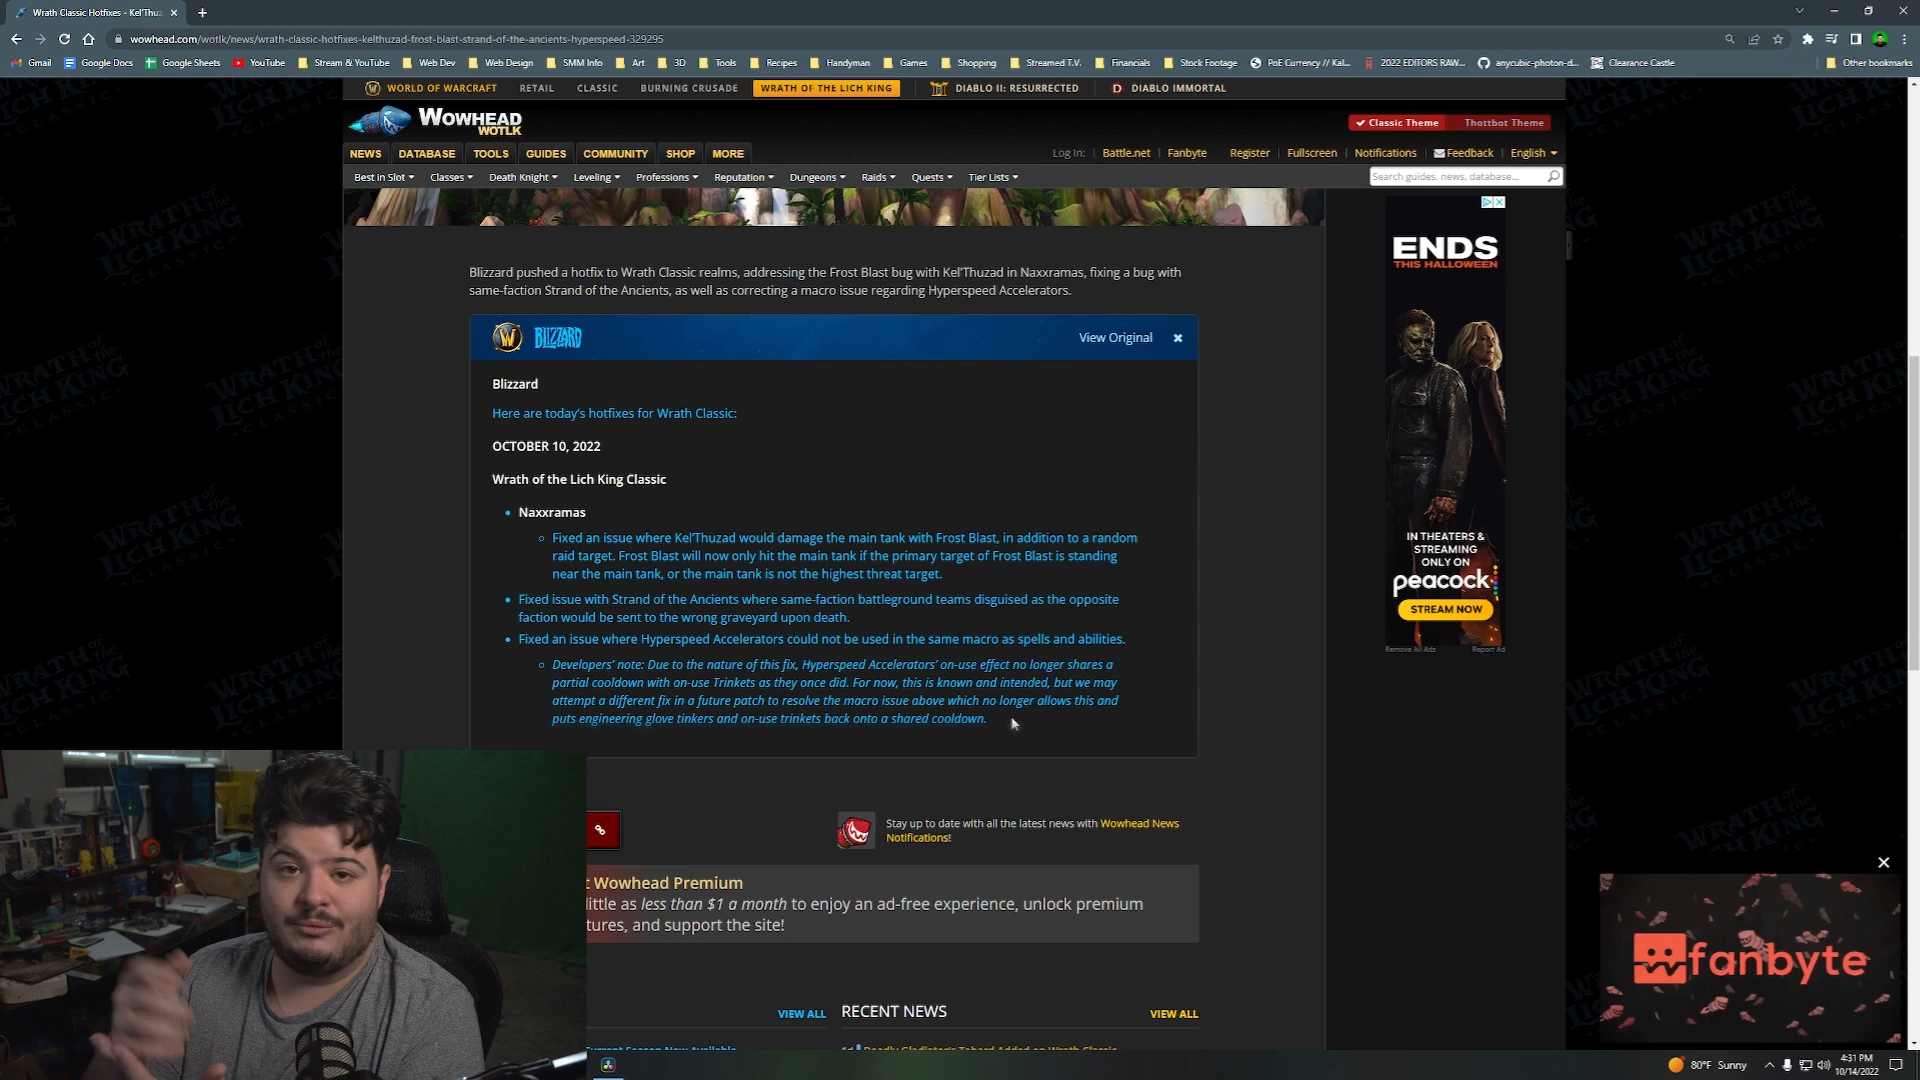 Wrath Classic Hotfixes - Kel'Thuz
wowhead.com/wotlk/news/wrath-classic-hotfixes-kelthuzad-frost-blast-strand-of-the-ancients-hyperspeed-329295
Gmail Google Docs Google Sheets YouTube Stream & YouTube Web Dev Web Design SMM Info Art 3D Tools Recipes Handyman Games Shopping Streamed T.V. Financials Stock Footage PoE Currency // Kal... 2022 EDITORS RAW... anycubic-photon-d... Clearance Castle Other bookmarks
WORLD OF WARCRAFT RETAIL CLASSIC BURNING CRUSADE WRATH OF THE LICH KING DIABLO II: RESURRECTED DIABLO IMMORTAL
WOWHEAD
WOTLK
Classic Theme Thottbot Theme
NEWS DATABASE TOOLS GUIDES COMMUNITY SHOP MORE
Log In: Battle.net Fanbyte Register Fullscreen Notifications Feedback English
Best in Slot Classes Death Knight Leveling Professions Reputation Dungeons Raids Quests Tier Lists
Search guides, news, database...
Blizzard pushed a hotfix to Wrath Classic realms, addressing the Frost Blast bug with Kel'Thuzad in Naxxramas, fixing a bug with
same-faction Strand of the Ancients, as well as correcting a macro issue regarding Hyperspeed Accelerators.
BLIZZARD
View Original
Blizzard
Here are today's hotfixes for Wrath Classic:
OCTOBER 10, 2022
Wrath of the Lich King Classic
Naxxramas
Fixed an issue where Kel'Thuzad would damage the main tank with Frost Blast, in addition to a random
raid target. Frost Blast will now only hit the main tank if the primary target of Frost Blast is standing
near the main tank, or the main tank is not the highest threat target.
Fixed issue with Strand of the Ancients where same-faction battleground teams disguised as the opposite
faction would be sent to the wrong graveyard upon death.
Fixed an issue where Hyperspeed Accelerators could not be used in the same macro as spells and abilities.
Developers' note: Due to the nature of this fix, Hyperspeed Accelerators' on-use effect no longer shares a
partial cooldown with on-use Trinkets as they once did. For now, this is known and intended, but we may
attempt a different fix in a future patch to resolve the macro issue above which no longer allows this and
puts engineering glove tinkers and on-use trinkets back onto a shared cooldown.
ENDS
THIS HALLOWEEN
IN THEATERS &
STREAMING
ONLY ON
peacock
STREAM NOW
Remove All Ads Report Ad
Stay up to date with all the latest news with Wowhead News
Notifications!
t Wowhead Premium
little as less than $1 a month to enjoy an ad-free experience, unlock premium
tures, and support the site!
fanbyte
VIEW ALL
RECENT NEWS
VIEW ALL
80°F Sunny
4:31 PM
10/14/2022